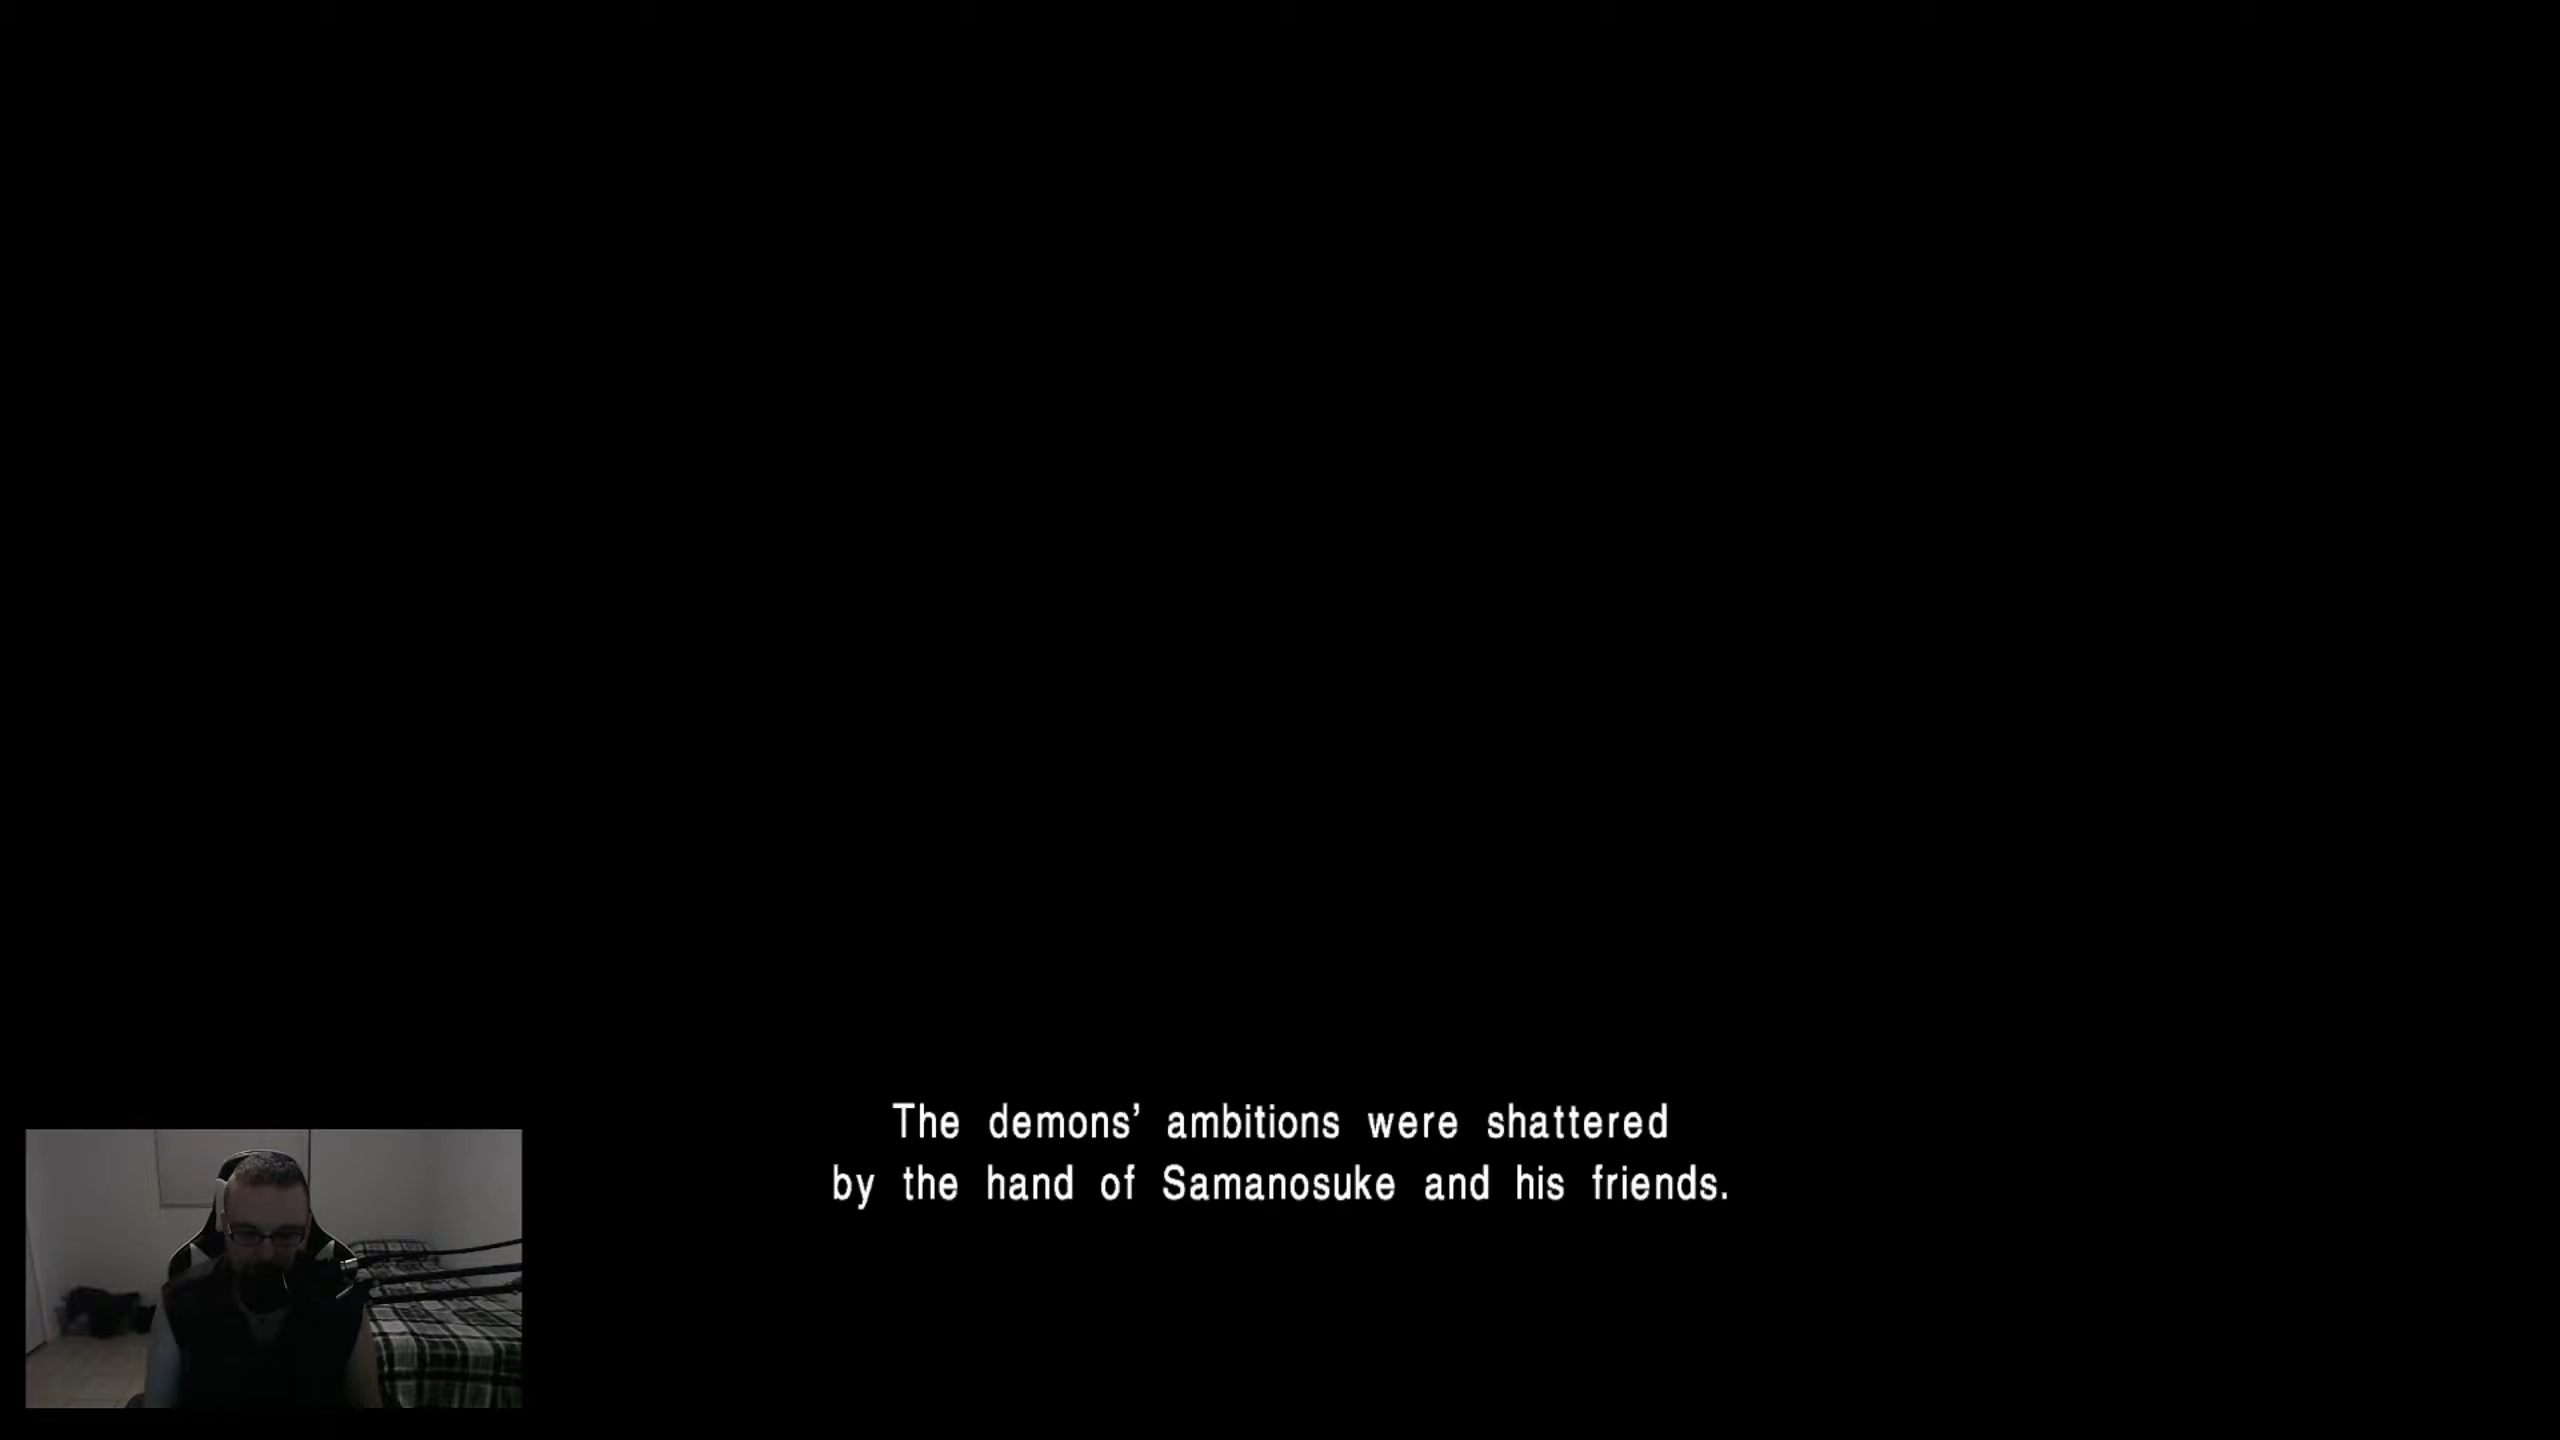 The demons’ ambitions were shattered
by the hand of Samanosuke and his friends.